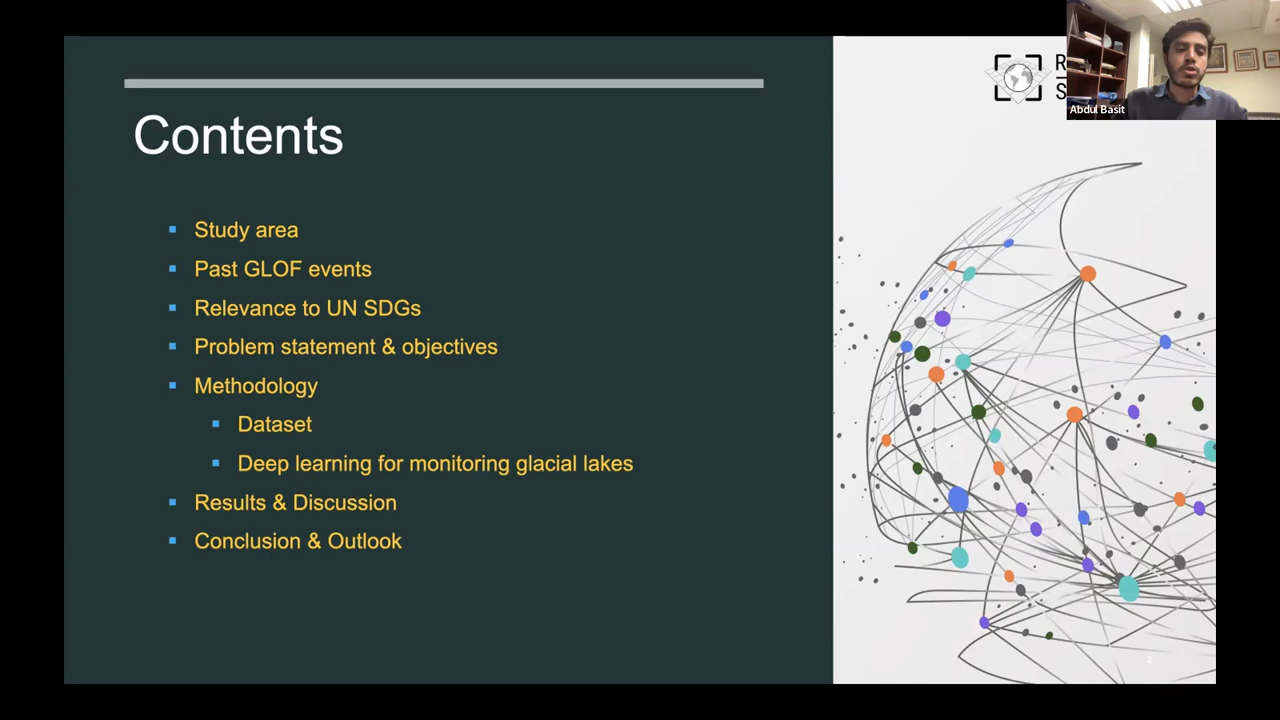 Contents
Study area
Past GLOF events
Relevance to UN SDGs
Problem statement & objectives
Methodology
Dataset
Deep learning for monitoring glacial lakes
Results & Discussion
Conclusion & Outlook
Abdul Basit
2